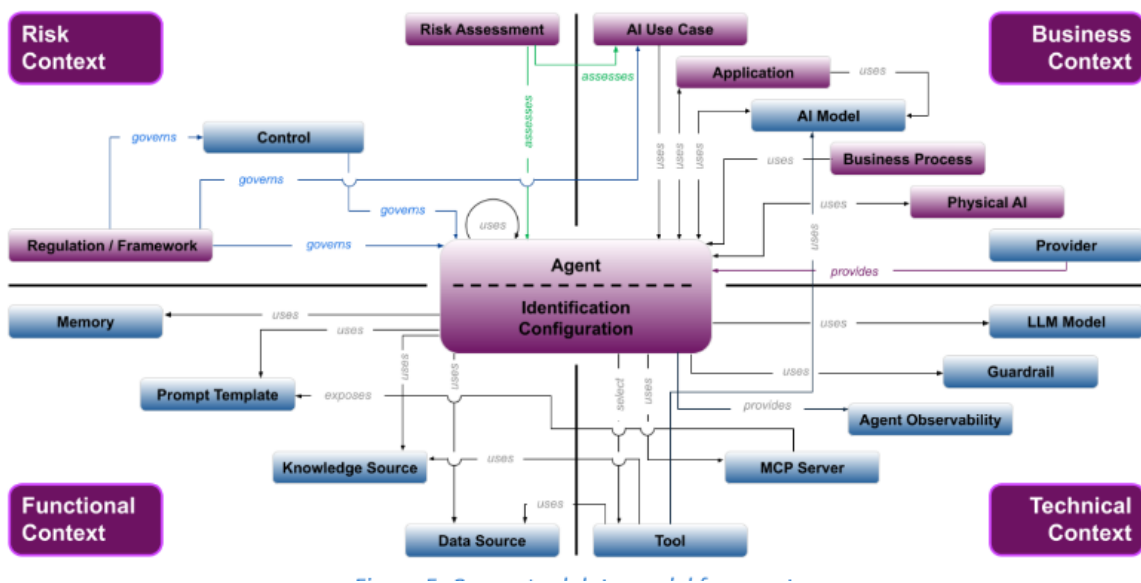 Risk
Context
Risk Assessment
AI Use Case
Business
Context
assesses
assesses
Application
uses
AI Model
governs
Control
uses
uses
uses
uses
Business Process
governs
governs
uses
Physical AI
uses
uses
Regulation / Framework
governs
Agent
Provider
provides
Identification
Configuration
Memory
uses
uses
LLM Model
uses
uses
uses
select
uses
uses
Guardrail
Prompt Template
exposes
provides
Agent Observability
Knowledge Source
uses
MCP Server
Functional
Context
uses
Data Source
Tool
Technical
Context